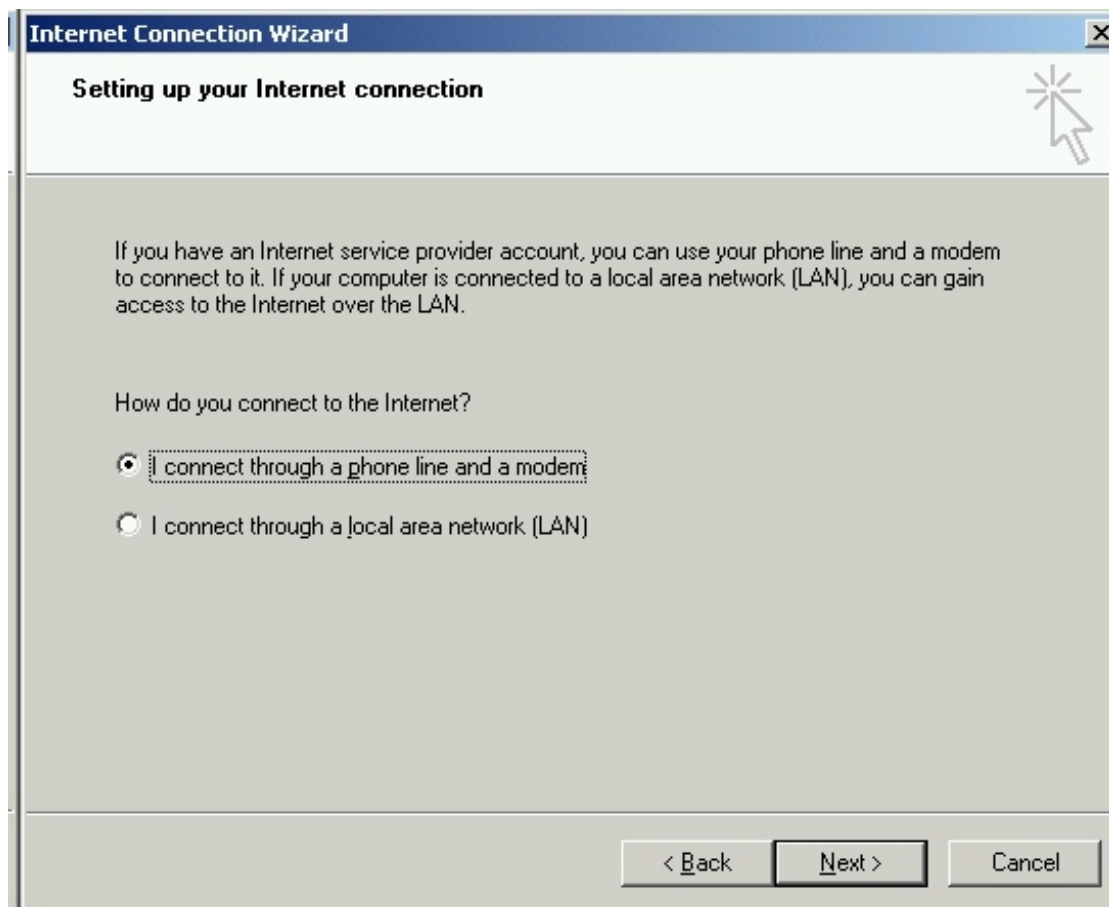 Internet Connection Wizard
Setting up your Internet connection
If you have an Internet service provider account, you can use your phone line and a modem
to connect to it. If your computer is connected to a local area network (LAN), you can gain
access to the Internet over the LAN.
How do you connect to the Internet?
I connect through a phone line and a modem
I connect through a local area network (LAN)
< Back Next > Cancel